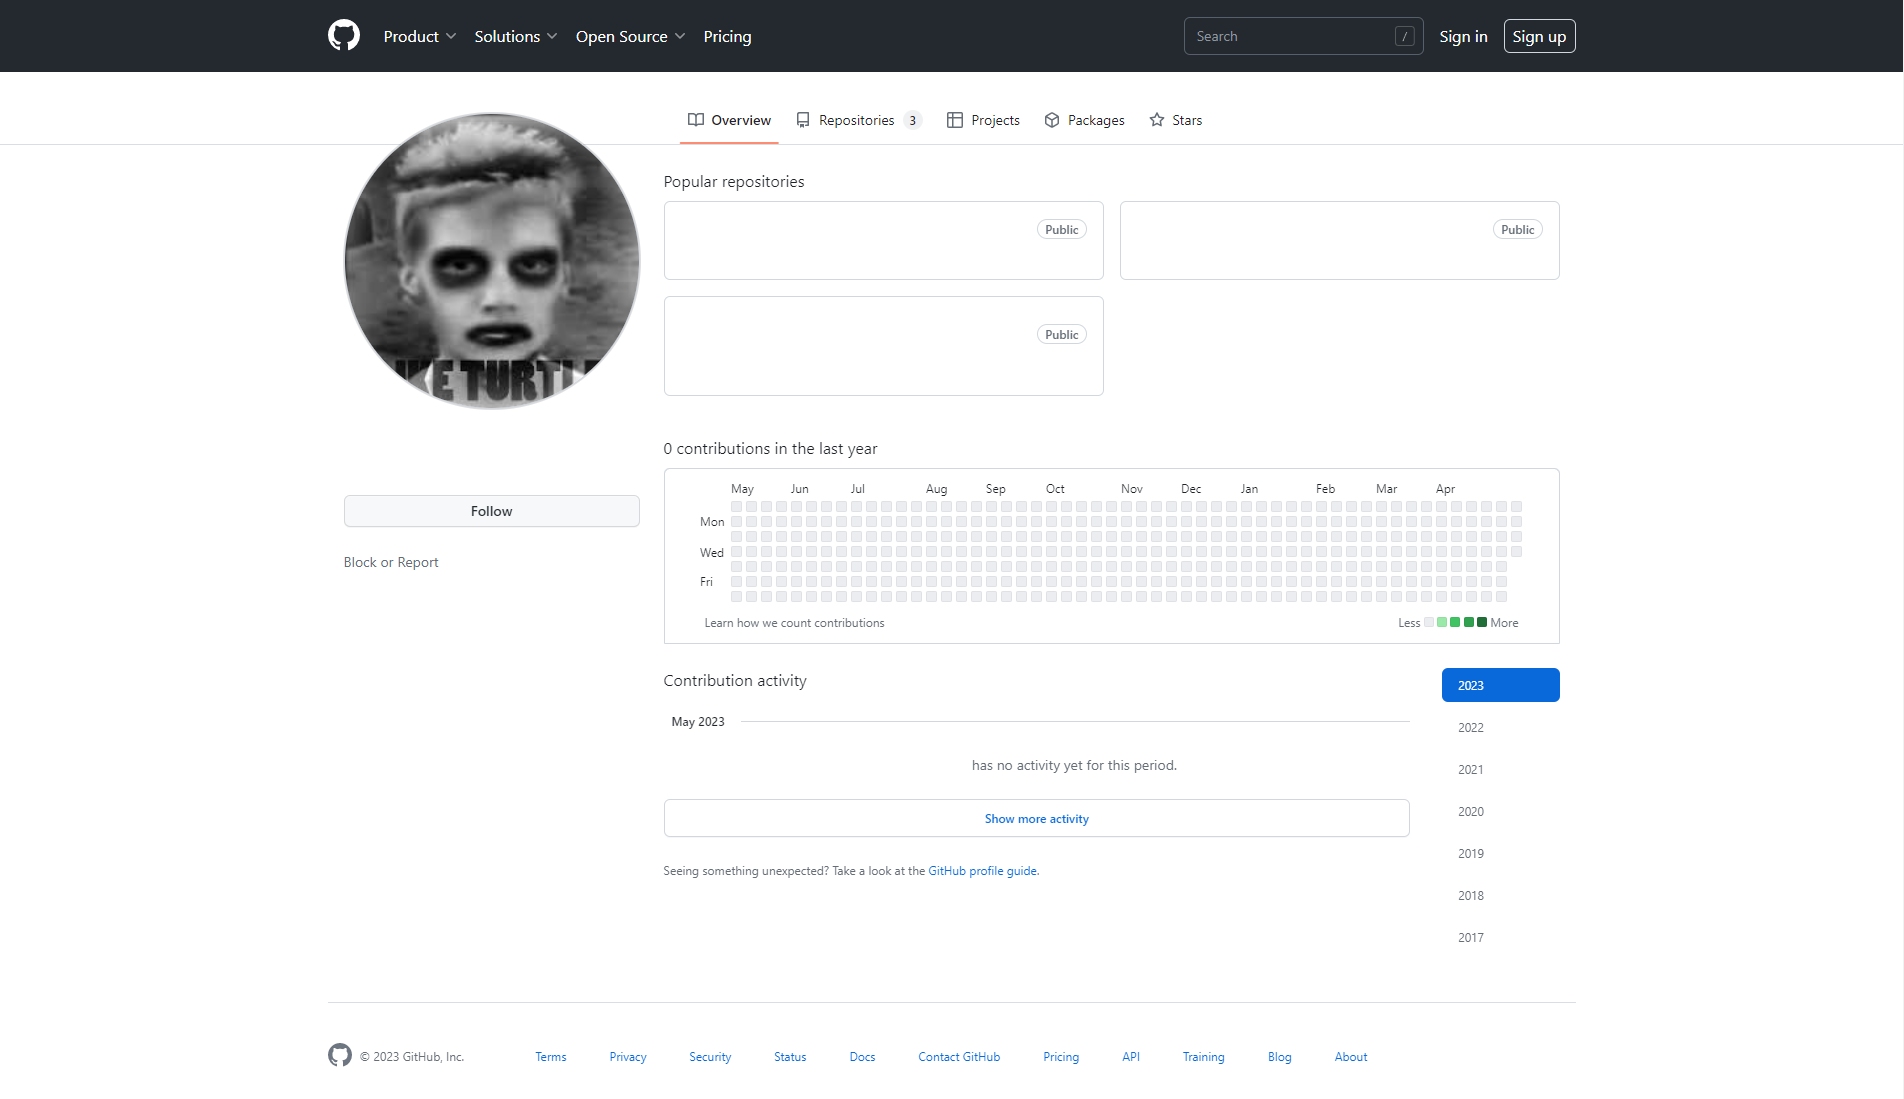 Product Solutions Open Source Pricing Search / Sign in Sign up
Overview Repositories 3 Projects Packages Stars
KE TURTL
Popular repositories
Public
Public
Public
0 contributions in the last year
May Jun Jul Aug Sep Oct Nov Dec Jan Feb Mar Apr
Mon
Wed
Fri
Learn how we count contributions Less More
Follow
Block or Report
Contribution activity
May 2023
has no activity yet for this period.
Show more activity
Seeing something unexpected? Take a look at the GitHub profile guide.
2023
2022
2021
2020
2019
2018
2017
© 2023 GitHub, Inc. Terms Privacy Security Status Docs Contact GitHub Pricing API Training Blog About